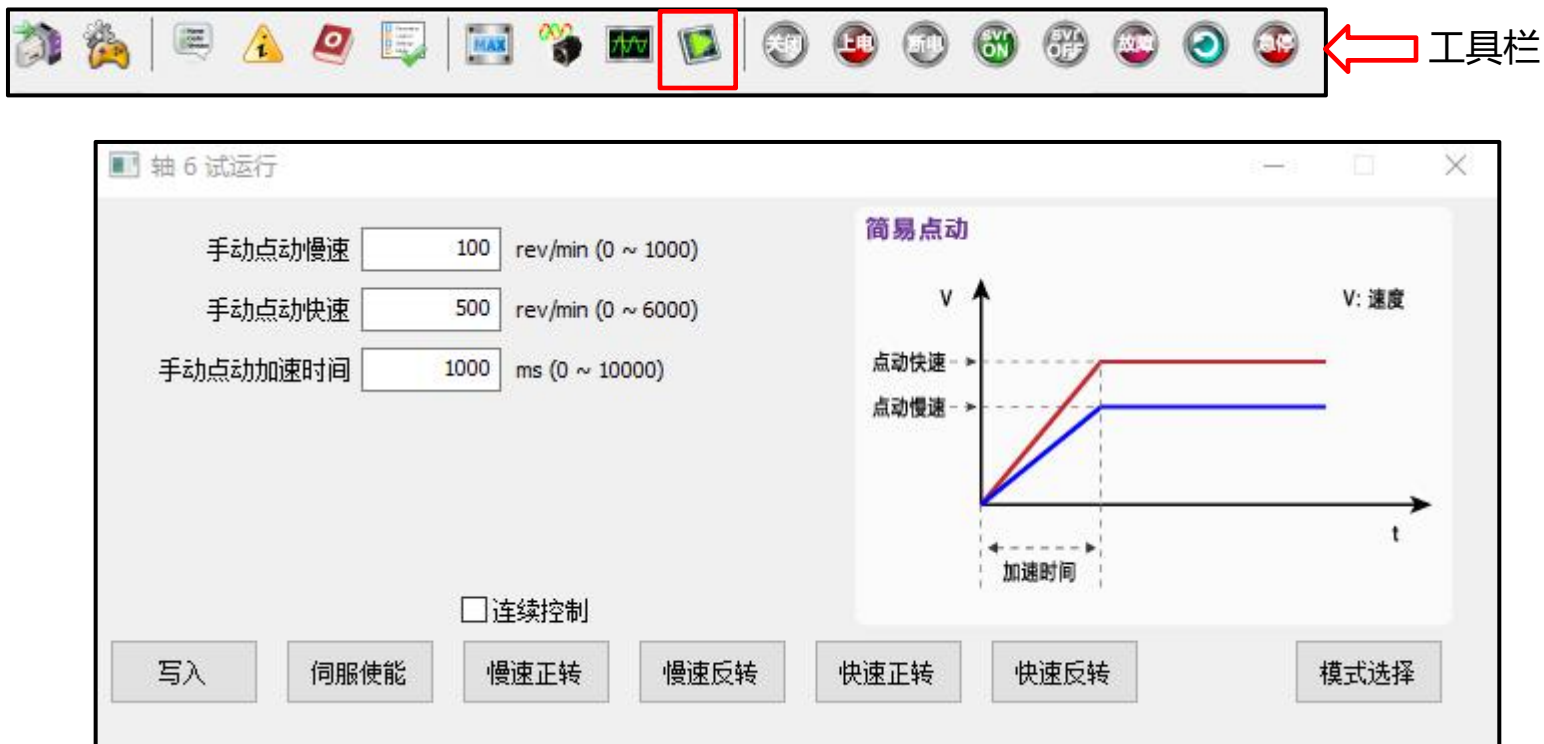 MAX
关闭
上电
断电
svr
ON
svr
OFF
故障
急停
工具栏
轴 6 试运行
手动点动慢速 100 rev/min (0 ~ 1000)
手动点动快速 500 rev/min (0 ~ 6000)
手动点动加速时间 1000 ms (0 ~ 10000)
简易点动
V
V: 速度
点动快速
点动慢速
t
加速时间
连续控制
写入 伺服使能 慢速正转 慢速反转 快速正转 快速反转 模式选择